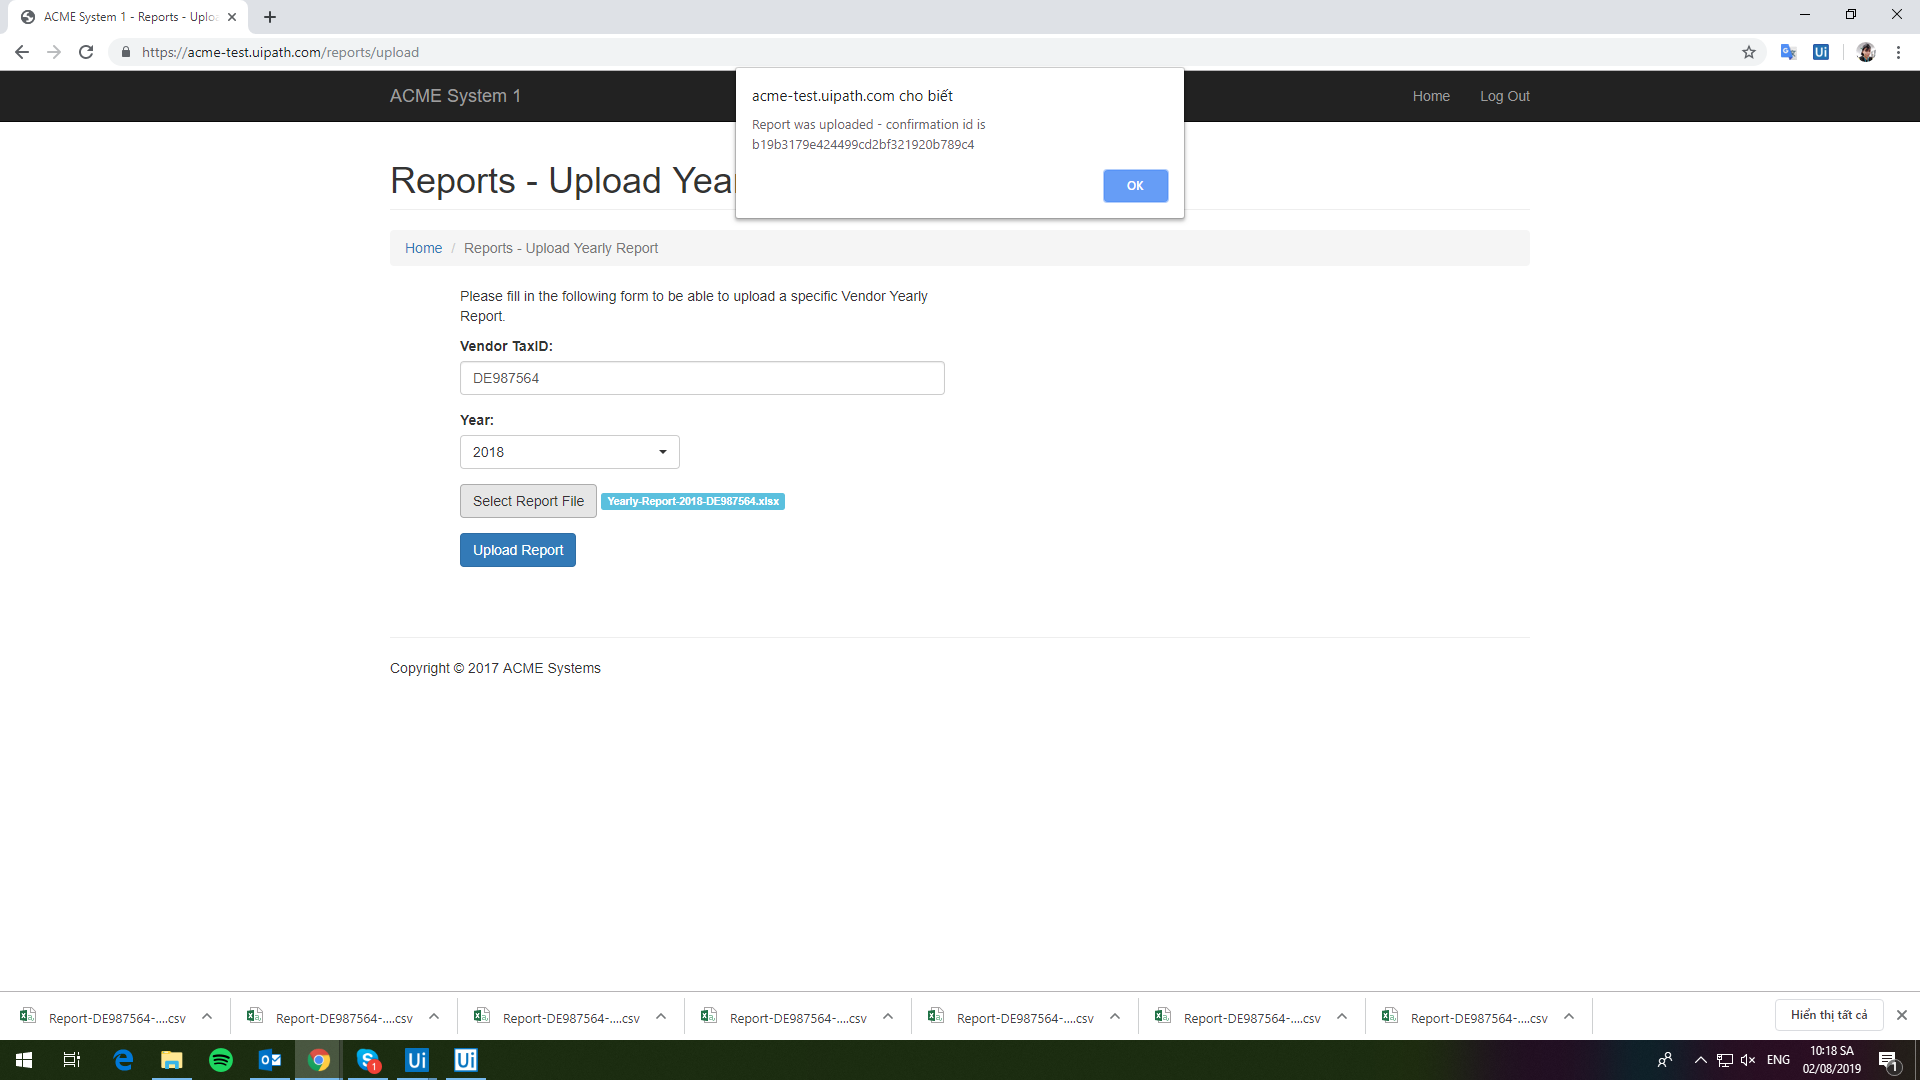 ACME System 1 - Reports - Uplo
https://acme-test.uipath.com/reports/upload
ACME System 1
Home
Log Out
acme-test.uipath.com cho biết
Report was uploaded - confirmation id is
b19b3179e424499cd2bf321920b789c4
OK
Reports - Upload Yea
Home / Reports - Upload Yearly Report
Please fill in the following form to be able to upload a specific Vendor Yearly
Report.
Vendor TaxID:
DE987564
Year:
2018
Select Report File
Yearly-Report-2018-DE987564.xlsx
Upload Report
Copyright © 2017 ACME Systems
Report-DE987564-....csv
Report-DE987564-....csv
Report-DE987564-....csv
Report-DE987564-....csv
Report-DE987564-....csv
Report-DE987564-....csv
Report-DE987564-....csv
Hiển thị tất cả
Ui
1
Ui
Ui
ENG
10:18 SA
02/08/2019
1